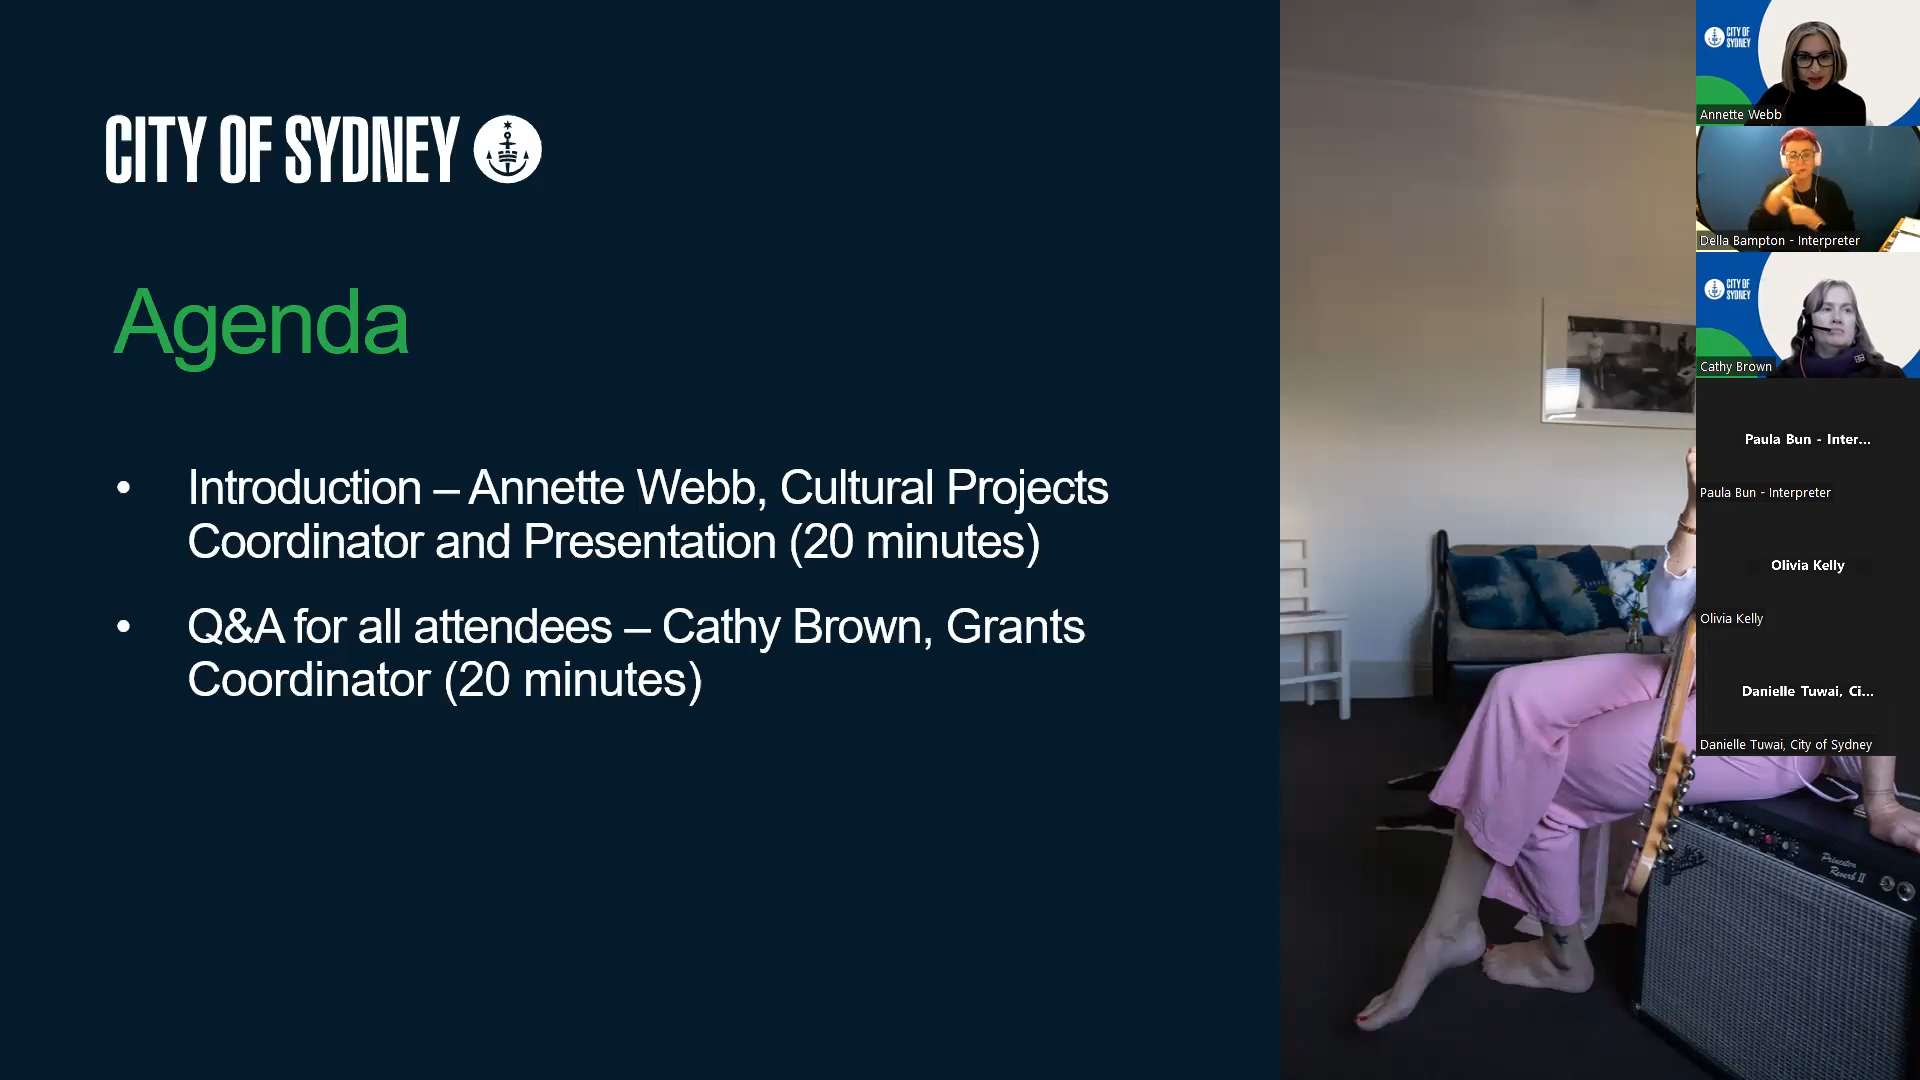 CITY OF SYDNEY
Agenda
• Introduction – Annette Webb, Cultural Projects
Coordinator and Presentation (20 minutes)
• Q&A for all attendees – Cathy Brown, Grants
Coordinator (20 minutes)
CITY OF
SYDNEY
Annette Webb
Della Bampton - Interpreter
CITY OF
SYDNEY
Cathy Brown
Paula Bun - Inter...
Paula Bun - Interpreter
Olivia Kelly
Olivia Kelly
Danielle Tuwai, Ci...
Danielle Tuwai, City of Sydney
Princeton
Reverb II